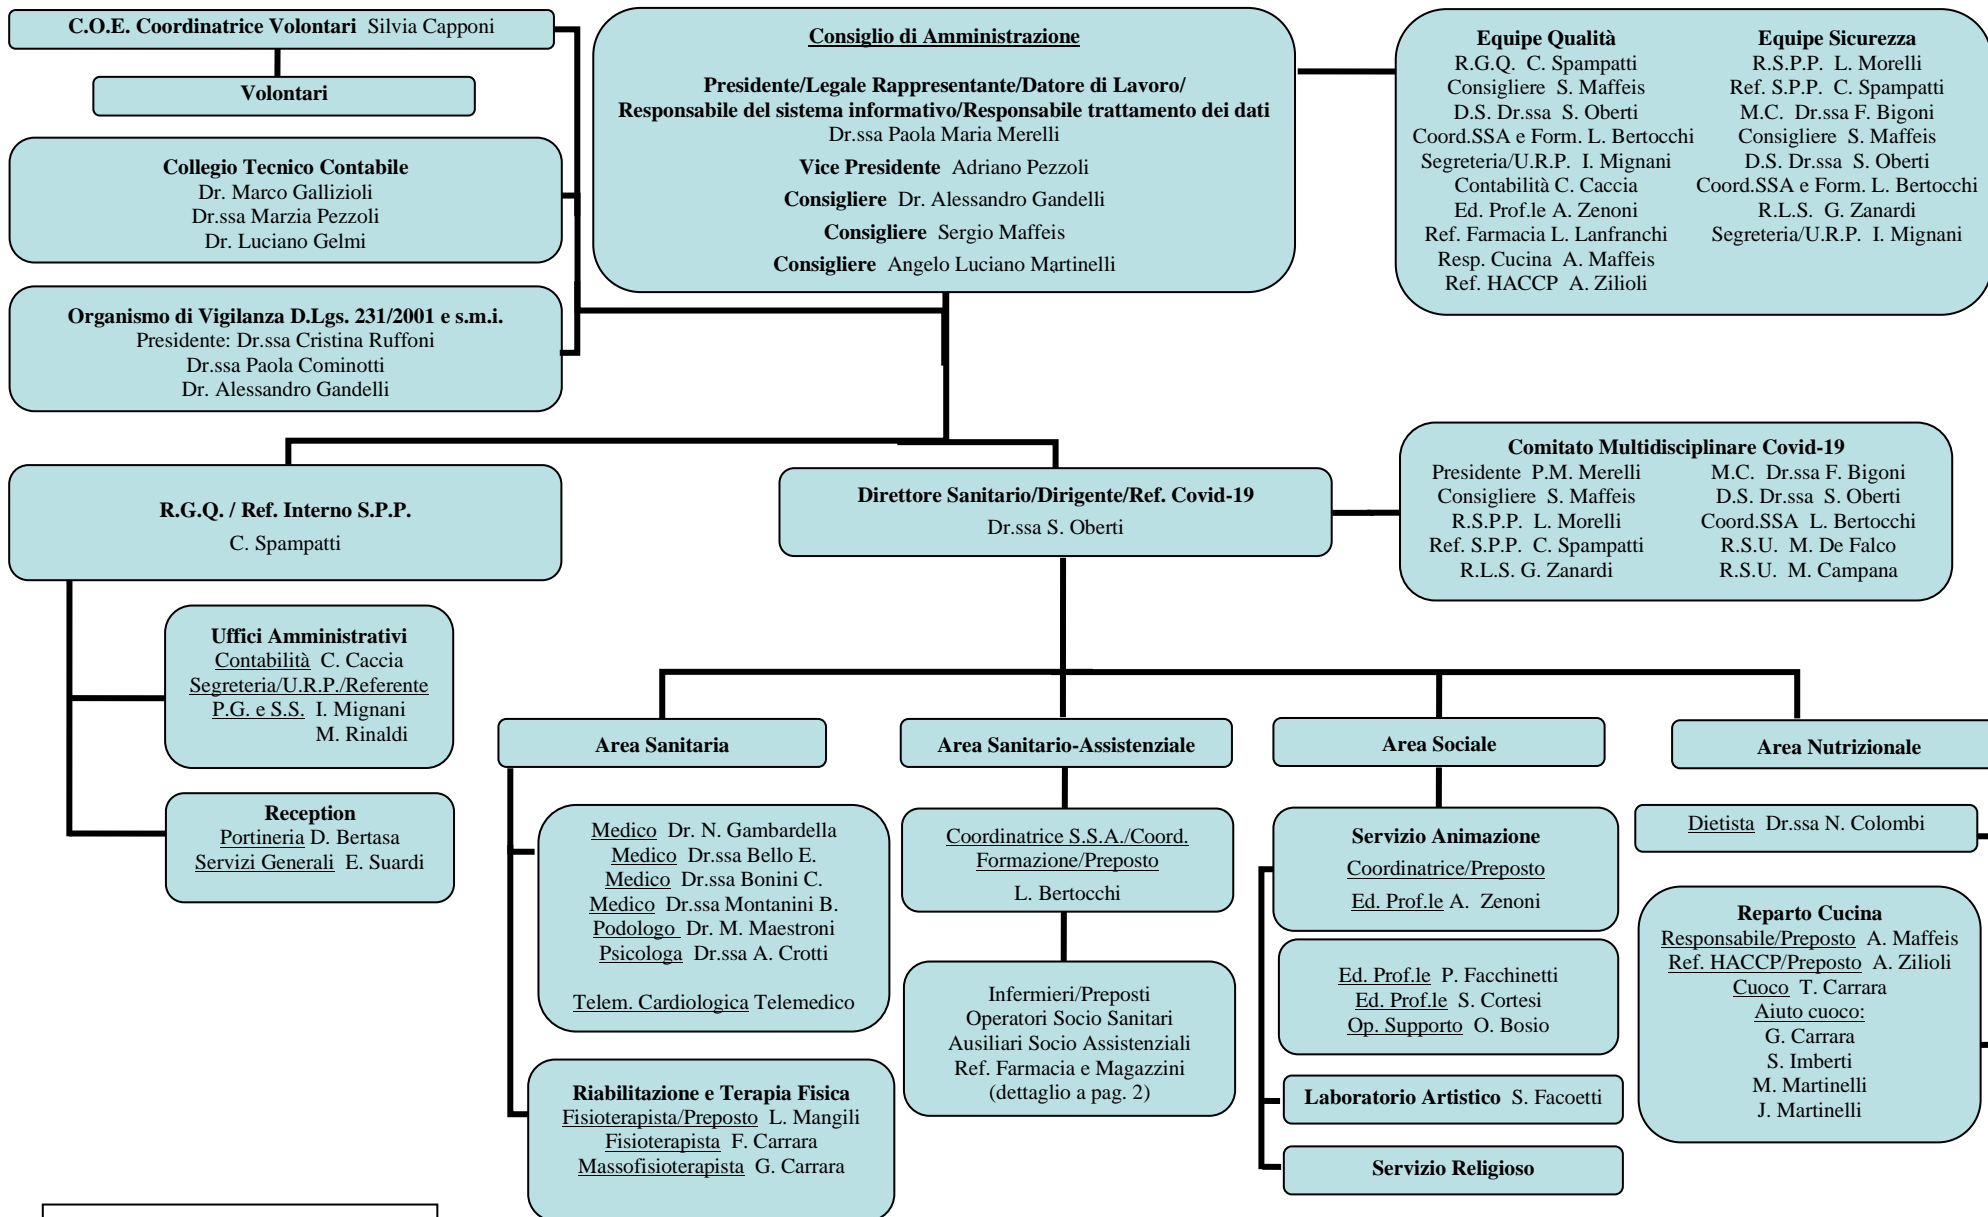 C.O.E. Coordinatrice Volontari Silvia Capponi
Volontari
Collegio Tecnico Contabile
Dr. Marco Gallizioli
Dr.ssa Marzia Pezzoli
Dr. Luciano Gelmi
Organismo di Vigilanza D.Lgs. 231/2001 e s.m.i.
Presidente: Dr.ssa Cristina Ruffoni
Dr.ssa Paola Cominotti
Dr. Alessandro Gandelli
Consiglio di Amministrazione
Presidente/Legale Rappresentante/Datore di Lavoro/
Responsabile del sistema informativo/Responsabile trattamento dei dati
Dr.ssa Paola Maria Merelli
Vice Presidente Adriano Pezzoli
Consigliere Dr. Alessandro Gandelli
Consigliere Sergio Maffeis
Consigliere Angelo Luciano Martinelli
Equipe Qualità
R.G.Q. C. Spampatti
Consigliere S. Maffeis
D.S. Dr.ssa S. Oberti
Coord.SSA e Form. L. Bertocchi
Segreteria/U.R.P. I. Mignani
Contabilità C. Caccia
Ed. Prof.le A. Zenoni
Ref. Farmacia L. Lanfranchi
Resp. Cucina A. Maffeis
Ref. HACCP A. Zilioli
Equipe Sicurezza
R.S.P.P. L. Morelli
Ref. S.P.P. C. Spampatti
M.C. Dr.ssa F. Bigoni
Consigliere S. Maffeis
D.S. Dr.ssa S. Oberti
Coord.SSA e Form. L. Bertocchi
R.L.S. G. Zanardi
Segreteria/U.R.P. I. Mignani
R.G.Q. / Ref. Interno S.P.P.
C. Spampatti
Direttore Sanitario/Dirigente/Ref. Covid-19
Dr.ssa S. Oberti
Comitato Multidisciplinare Covid-19
Presidente P.M. Merelli
Consigliere S. Maffeis
R.S.P.P. L. Morelli
Ref. S.P.P. C. Spampatti
R.L.S. G. Zanardi
M.C. Dr.ssa F. Bigoni
D.S. Dr.ssa S. Oberti
Coord.SSA L. Bertocchi
R.S.U. M. De Falco
R.S.U. M. Campana
Uffici Amministrativi
Contabilità C. Caccia
Segreteria/U.R.P./Referente
P.G. e S.S. I. Mignani
M. Rinaldi
Reception
Portineria D. Bertasa
Servizi Generali E. Suardi
Area Sanitaria
Medico Dr. N. Gambardella
Medico Dr.ssa Bello E.
Medico Dr.ssa Bonini C.
Medico Dr.ssa Montanini B.
Podologo Dr. M. Maestroni
Psicologa Dr.ssa A. Crotti
Telem. Cardiologica Telemedico
Riabilitazione e Terapia Fisica
Fisioterapista/Preposto L. Mangili
Fisioterapista F. Carrara
Massofisioterapista G. Carrara
Area Sanitario-Assistenziale
Coordinatrice S.S.A./Coord.
Formazione/Preposto
L. Bertocchi
Infermieri/Preposti
Operatori Socio Sanitari
Ausiliari Socio Assistenziali
Ref. Farmacia e Magazzini
(dettaglio a pag. 2)
Area Sociale
Servizio Animazione
Coordinatrice/Preposto
Ed. Prof.le A. Zenoni
Ed. Prof.le P. Facchinetti
Ed. Prof.le S. Cortesi
Op. Supporto O. Bosio
Laboratorio Artistico S. Facoetti
Servizio Religioso
Area Nutrizionale
Dietista Dr.ssa N. Colombi
Reparto Cucina
Responsabile/Preposto A. Maffeis
Ref. HACCP/Preposto A. Zilioli
Cuoco T. Carrara
Aiuto cuoco:
G. Carrara
S. Imberti
M. Martinelli
J. Martinelli